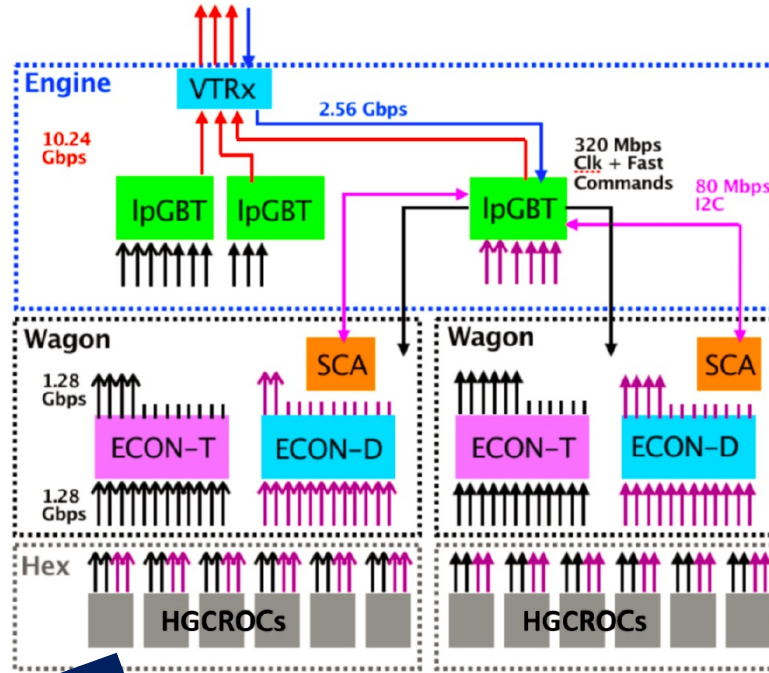 Engine
VTRx
2.56 Gbps
10.24
Gbps
320 Mbps
Clk + Fast
Commands
80 Mbps
I2C
lpGBT
lpGBT
lpGBT
Wagon
Wagon
SCA
SCA
1.28
Gbps
ECON-T
ECON-D
ECON-T
ECON-D
1.28
Gbps
Hex
HGCROCs
HGCROCs